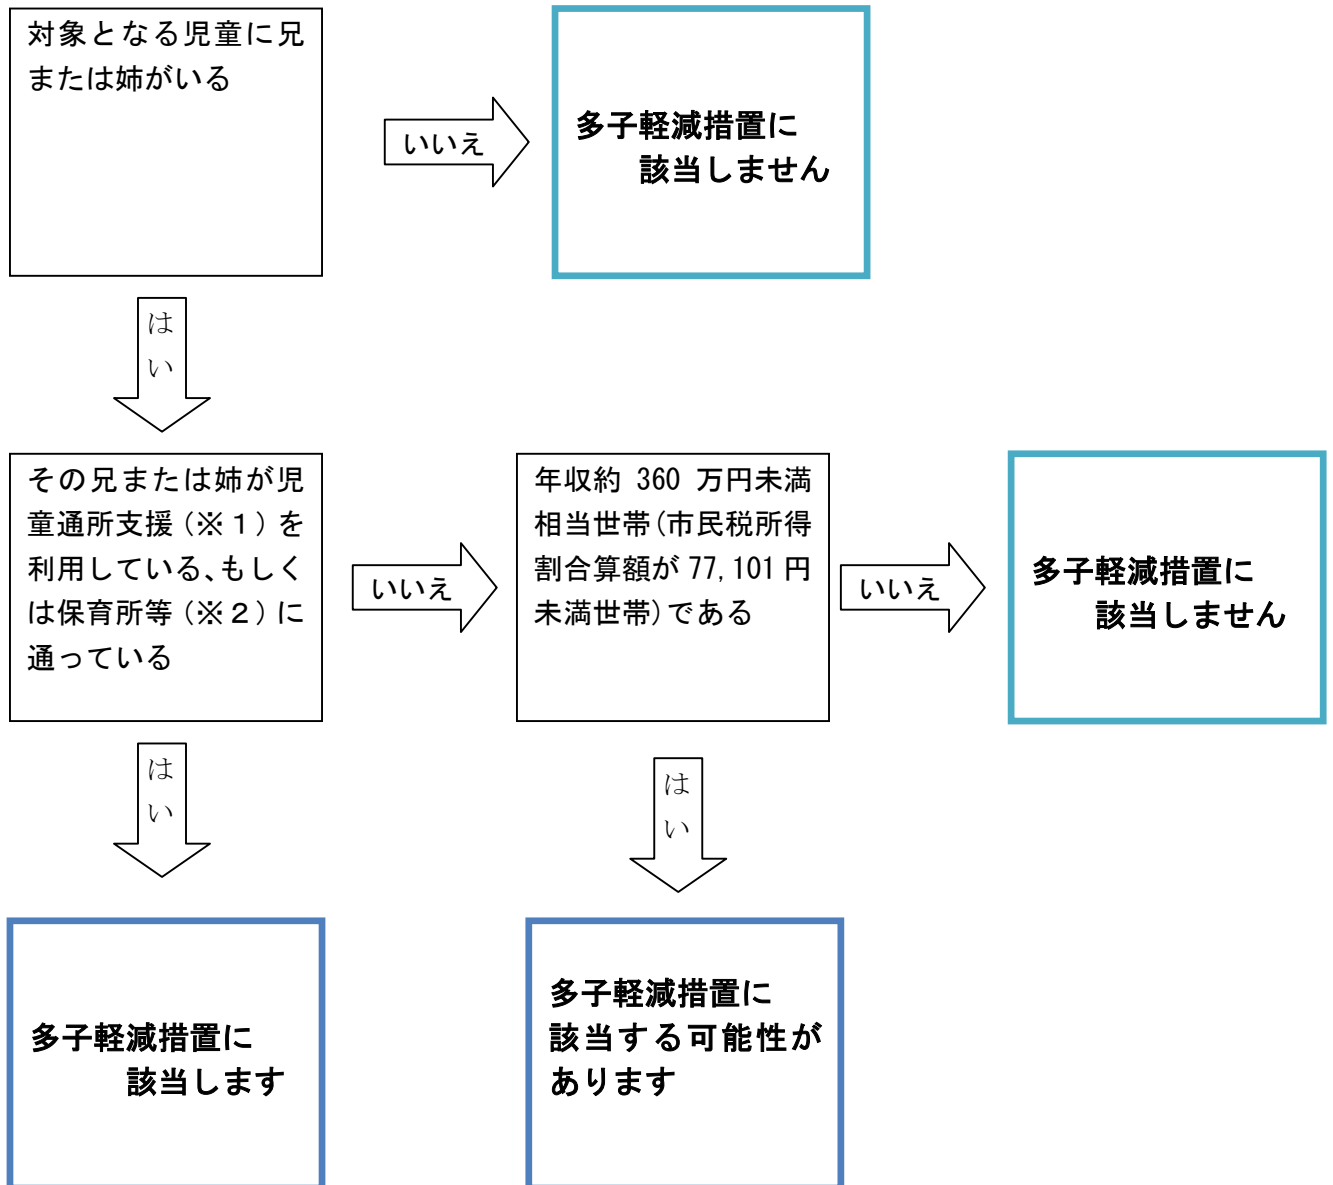 対象となる児童に兄
または姉がいる
いいえ
多子軽減措置に
該当しません
は
い
その兄または姉が児
童通所支援(※1)を
利用している、もしく
は保育所等(※2)に
通っている
いいえ
年収約 360 万円未満
相当世帯(市民税所得
割合算額が 77,101 円
未満世帯)である
いいえ
多子軽減措置に
該当しません
は
い
は
い
多子軽減措置に
該当します
多子軽減措置に
該当する可能性が
あります